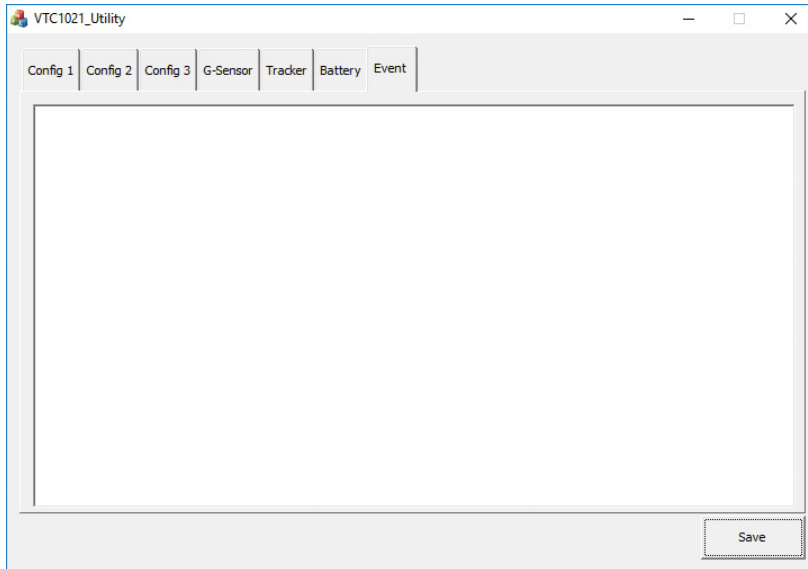 VTC1021_Utility
Config 1 Config 2 Config 3 G-Sensor Tracker Battery Event
Save